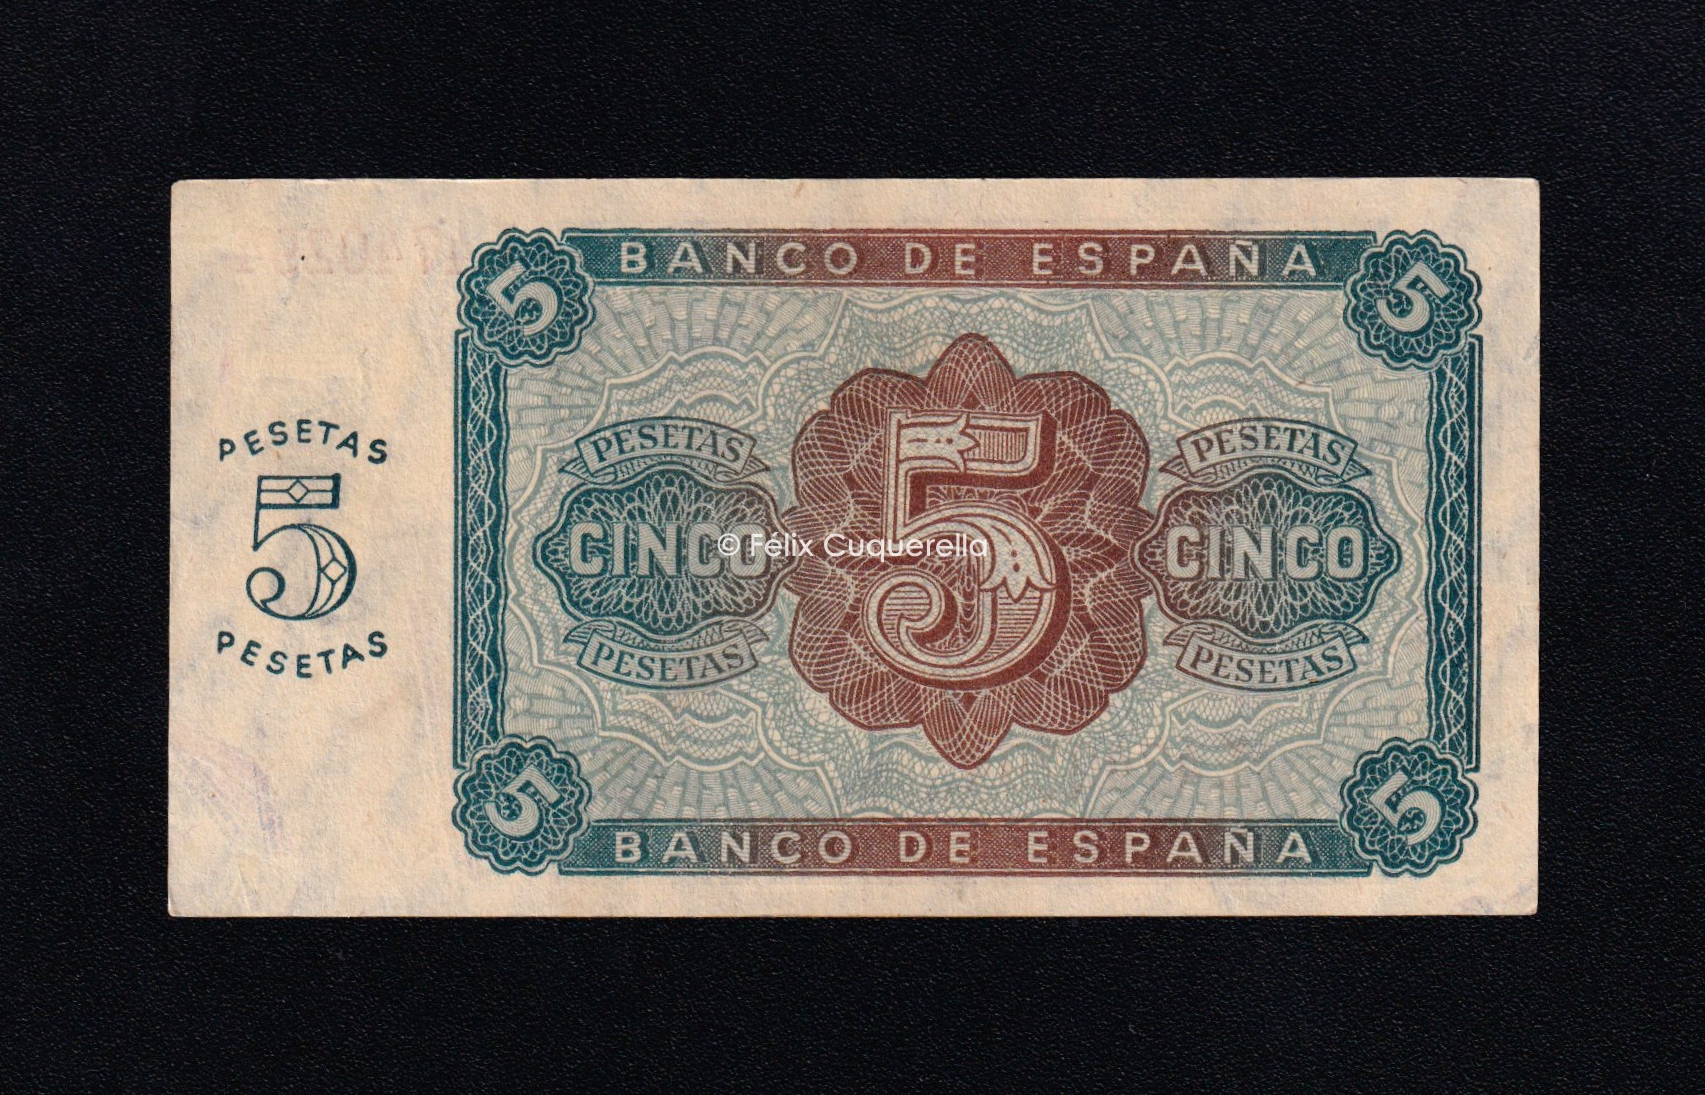 BANCO DE ESPAÑA
5 5
PESETAS PESETAS PESETAS
5 CINCO 5 CINCO
© Félix Cuquerella
PESETAS PESETAS PESETAS
5 5
BANCO DE ESPAÑA